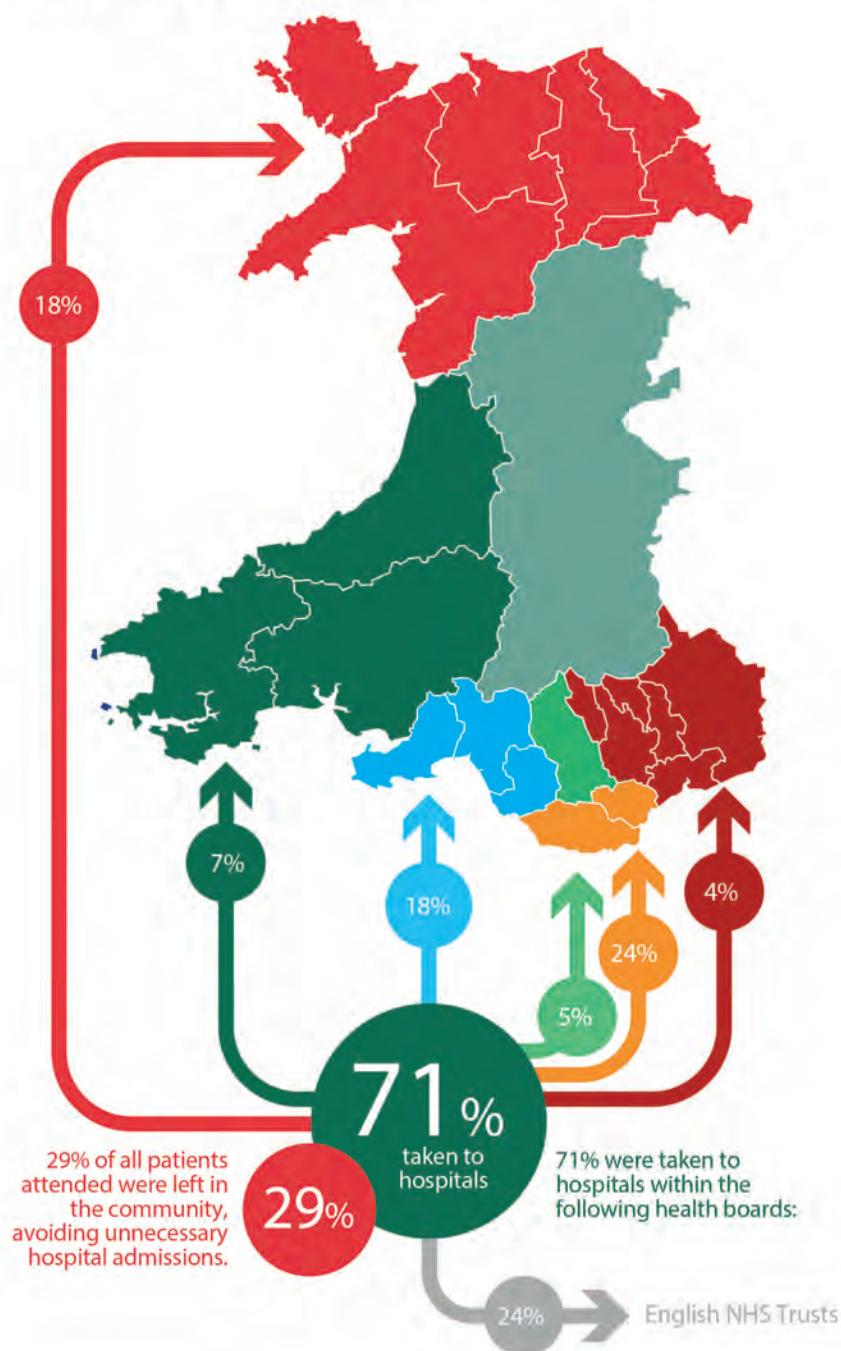 18%
7%
18%
4%
24%
5%
71%
taken to
hospitals
29% of all patients
attended were left in
the community,
avoiding unnecessary
hospital admissions.
29%
71% were taken to
hospitals within the
following health boards:
24%
English NHS Trusts